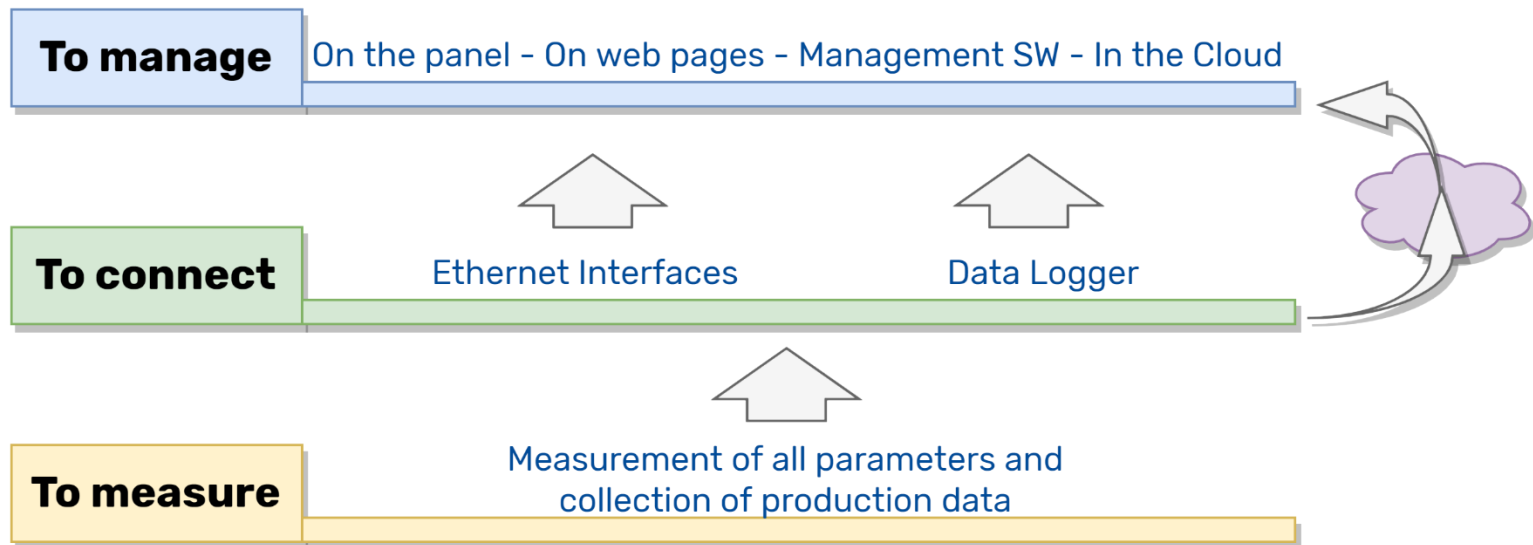 To manage
On the panel - On web pages - Management SW - In the Cloud
To connect
Ethernet Interfaces
Data Logger
To measure
Measurement of all parameters and
collection of production data